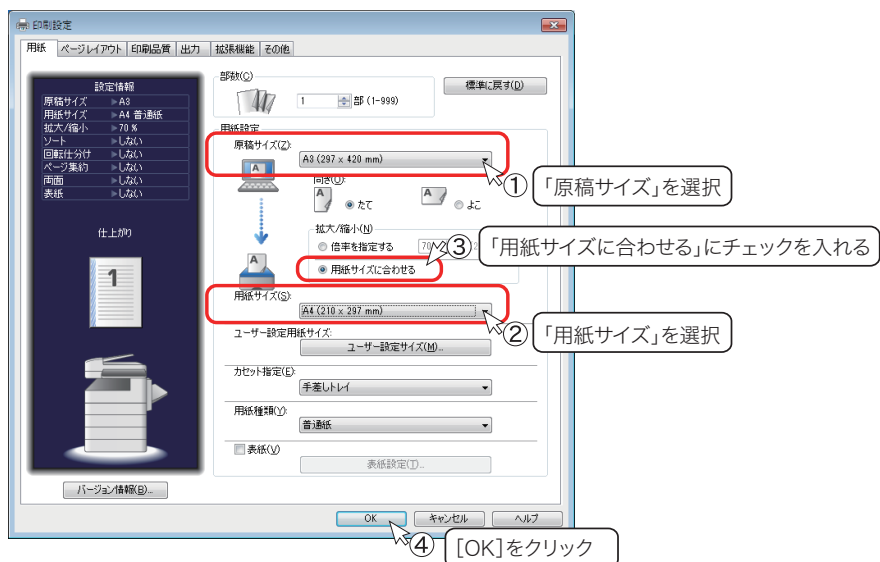 印刷設定
用紙 ページレイアウト 印刷品質 出力 拡張機能 その他
設定情報
原稿サイズ ▶A3
用紙サイズ ▶A4 普通紙
拡大/縮小 ▶70 %
ソート ▶しない
回転仕分け ▶しない
ページ集約 ▶しない
両面 ▶しない
表紙 ▶しない
仕上がり
1
バージョン情報(B)...
部数(C)
1 部 (1-999)
標準に戻す(D)
用紙設定
原稿サイズ(Z):
A3 (297 x 420 mm)
①「原稿サイズ」を選択
向き(U):
A たて A よこ
拡大/縮小(N)
倍率を指定する 70
③「用紙サイズに合わせる」にチェックを入れる
用紙サイズに合わせる
用紙サイズ(S):
A4 (210 x 297 mm)
②「用紙サイズ」を選択
ユーザー設定用紙サイズ:
ユーザー設定サイズ(M)...
カセット指定(E):
手差しトレイ
用紙種類(Y):
普通紙
表紙(V)
表紙設定(T)...
OK キャンセル ヘルプ
④[OK]をクリック